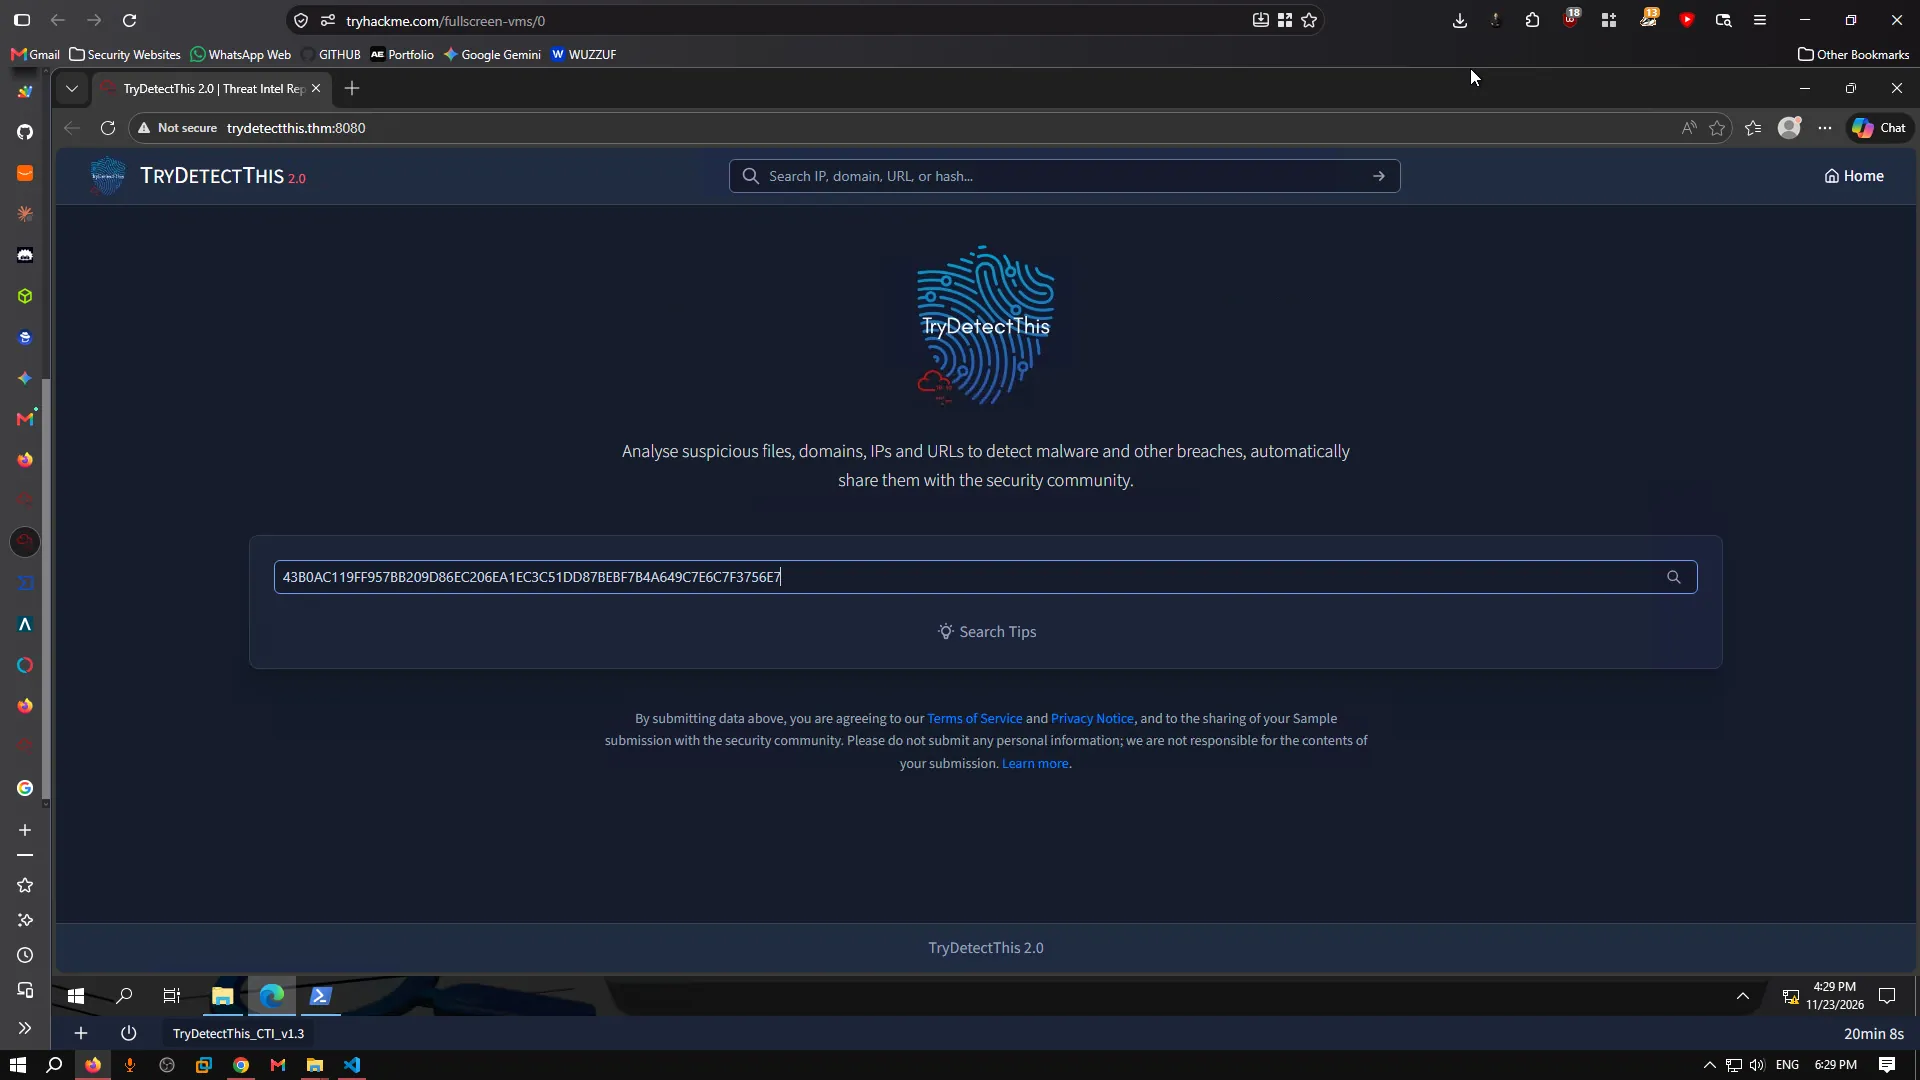 tryhackme.com/fullscreen-vms/0
18
13
Gmail
Security Websites
WhatsApp Web
GITHUB
AE Portfolio
Google Gemini
W WUZZUF
Other Bookmarks
TryDetectThis 2.0 | Threat Intel Rep
Not secure trydetectthis.thm:8080
Chat
TRYDETECTTHIS 2.0
Search IP, domain, URL, or hash...
Home
TryDetectThis
Analyse suspicious files, domains, IPs and URLs to detect malware and other breaches, automatically
share them with the security community.
43B0AC119FF957BB209D86EC206EA1EC3C51DD87BEBF7B4A649C7E6C7F3756E7
Search Tips
By submitting data above, you are agreeing to our Terms of Service and Privacy Notice, and to the sharing of your Sample
submission with the security community. Please do not submit any personal information; we are not responsible for the contents of
your submission. Learn more.
TryDetectThis 2.0
4:29 PM
11/23/2026
TryDetectThis_CTI_v1.3
20min 8s
ENG
6:29 PM